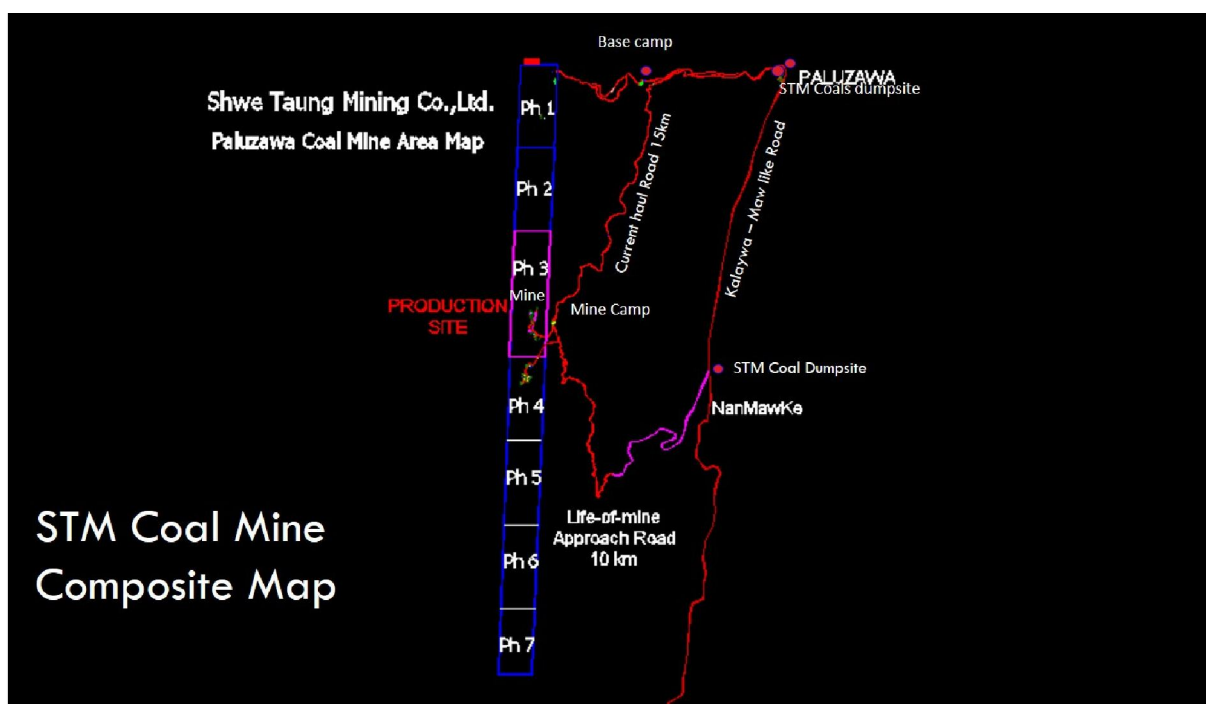 Base camp
PALUZAWA
STM Coals dumpsite
Shwe Taung Mining Co.,Ltd.
Paluzawa Coal Mine Area Map
Ph 1
Ph 2
Ph 3
Mine
PRODUCTION
SITE
Mine Camp
Current haul Road 15km
Kalaywa – Maw like Road
STM Coal Dumpsite
NanMawKe
Ph 4
Ph 5
Life-of-mine
Approach Road
10 km
Ph 6
Ph 7
STM Coal Mine
Composite Map